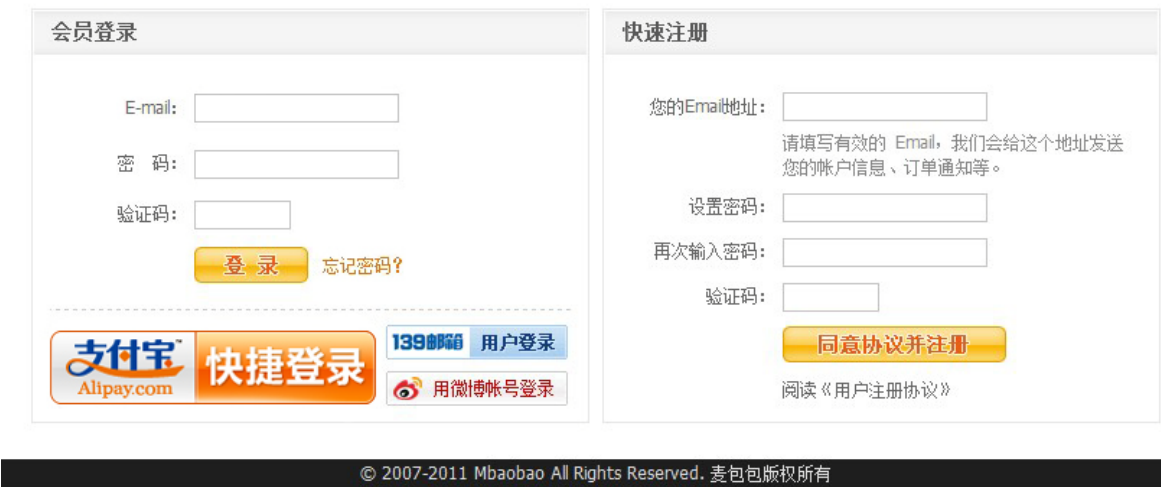 会员登录
E-mail:
密 码:
验证码:
登 录 忘记密码?
支付宝™
Alipay.com
快捷登录
139邮箱 用户登录
用微博帐号登录
快速注册
您的Email地址:
请填写有效的 Email，我们会给这个地址发送
您的帐户信息、订单通知等。
设置密码:
再次输入密码:
验证码:
同意协议并注册
阅读《用户注册协议》
© 2007-2011 Mbaobao All Rights Reserved. 麦包包版权所有